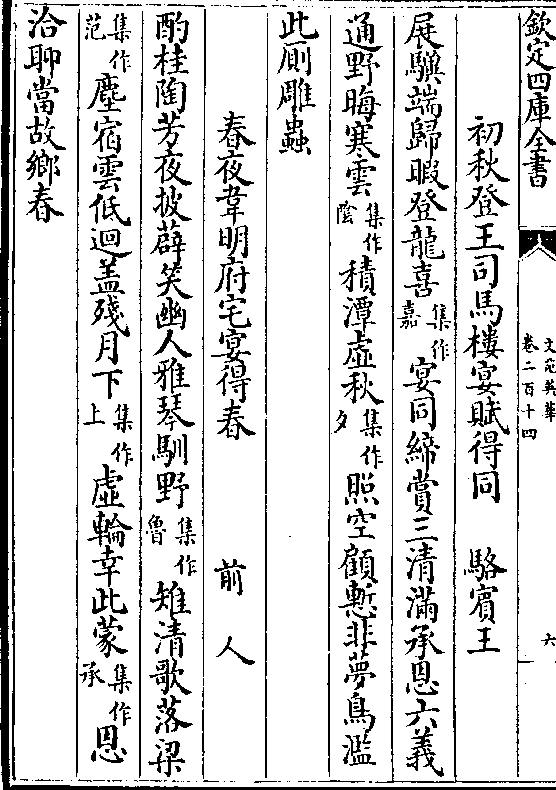 欽定四庫全書
文苑英華
卷二百十四
六
初秋登王司馬樓宴賦得同 駱賓王
展驥端歸暇登龍喜集作嘉宴同締賞三清滿承恩六義
通野晦寒雲集作陰積潭虛秋集作夕照空顧慙非夢鳥濫
此厠雕蟲
春夜韋明府宅宴得春 前人
酌桂陶芳夜披薜笑幽人雅琴馴野集作魯雉清歌落梁
集作范塵宿雲低迴盖殘月下集作上虛輪幸此蒙集作承恩
洽聊當故鄉春